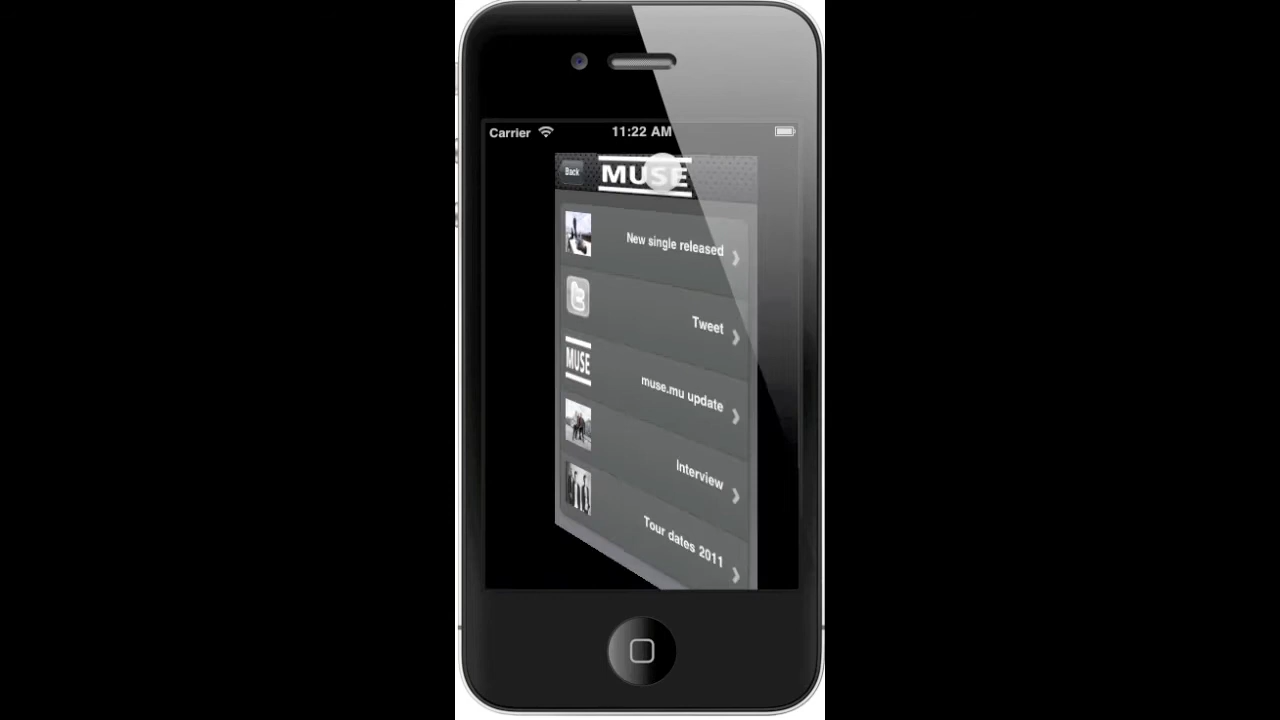 Carrier 11:22 AM
Back MUSE
New single released
Tweet
MUSE muse.mu update
Interview
Tour dates 2011